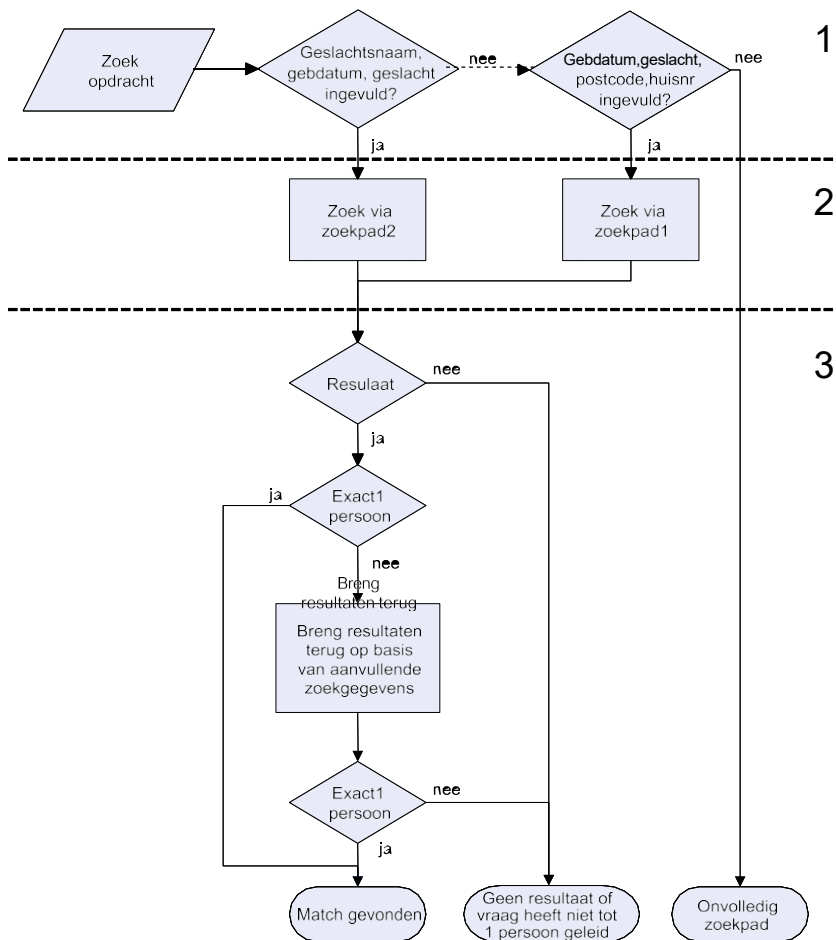 Zoek
opdracht
Geslachtsnaam,
gebdatum, geslacht
ingevuld?
nee
Gebdatum,geslacht,
postcode,huisnr
ingevuld?
nee
1
ja
ja
Zoek via
zoekpad2
Zoek via
zoekpad1
2
Resulaat
nee
3
ja
ja
Exact1
persoon
nee
Breng
resultaten terug
Breng resultaten
terug op basis
van aanvullende
zoekgegevens
Exact1
persoon
nee
ja
Match gevonden
Geen resultaat of
vraag heeft niet tot
1 persoon geleid
Onvolledig
zoekpad